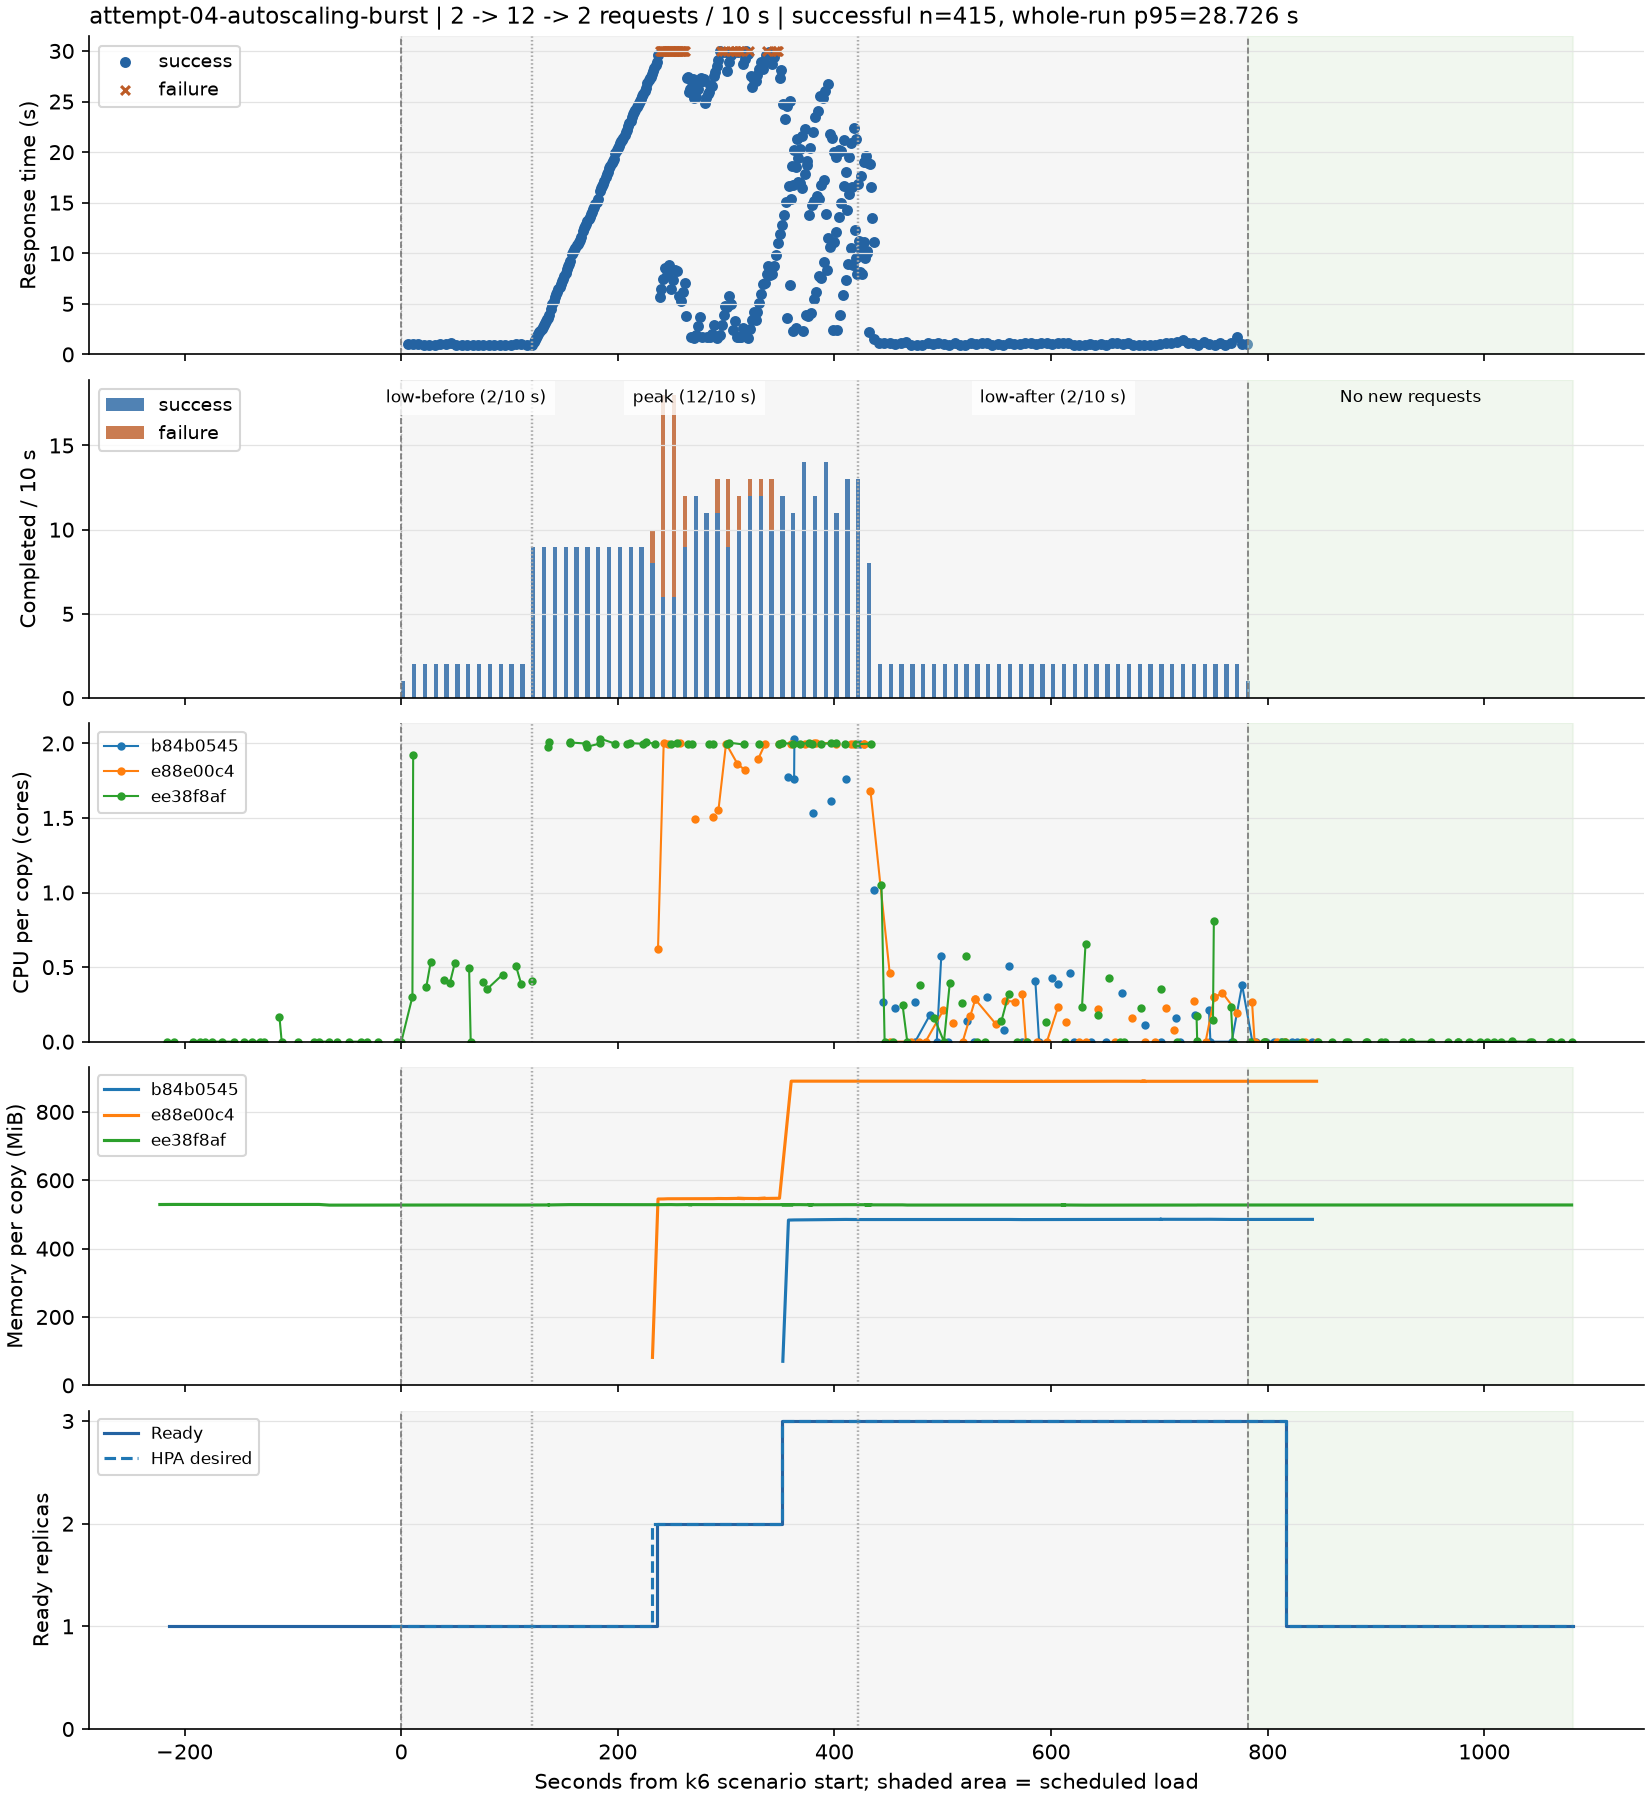 attempt-04-autoscaling-burst | 2 -> 12 -> 2 requests / 10 s | successful n=415, whole-run p95=28.726 s
Response time (s)
30
25
20
15
10
5
0
success
failure
Completed / 10 s
15
10
5
0
success
failure
low-before (2/10 s)
peak (12/10 s)
low-after (2/10 s)
No new requests
CPU per copy (cores)
2.0
1.5
1.0
0.5
0.0
b84b0545
e88e00c4
ee38f8af
Memory per copy (MiB)
800
600
400
200
0
b84b0545
e88e00c4
ee38f8af
Ready replicas
3
2
1
0
Ready
HPA desired
−200
0
200
400
600
800
1000
Seconds from k6 scenario start; shaded area = scheduled load